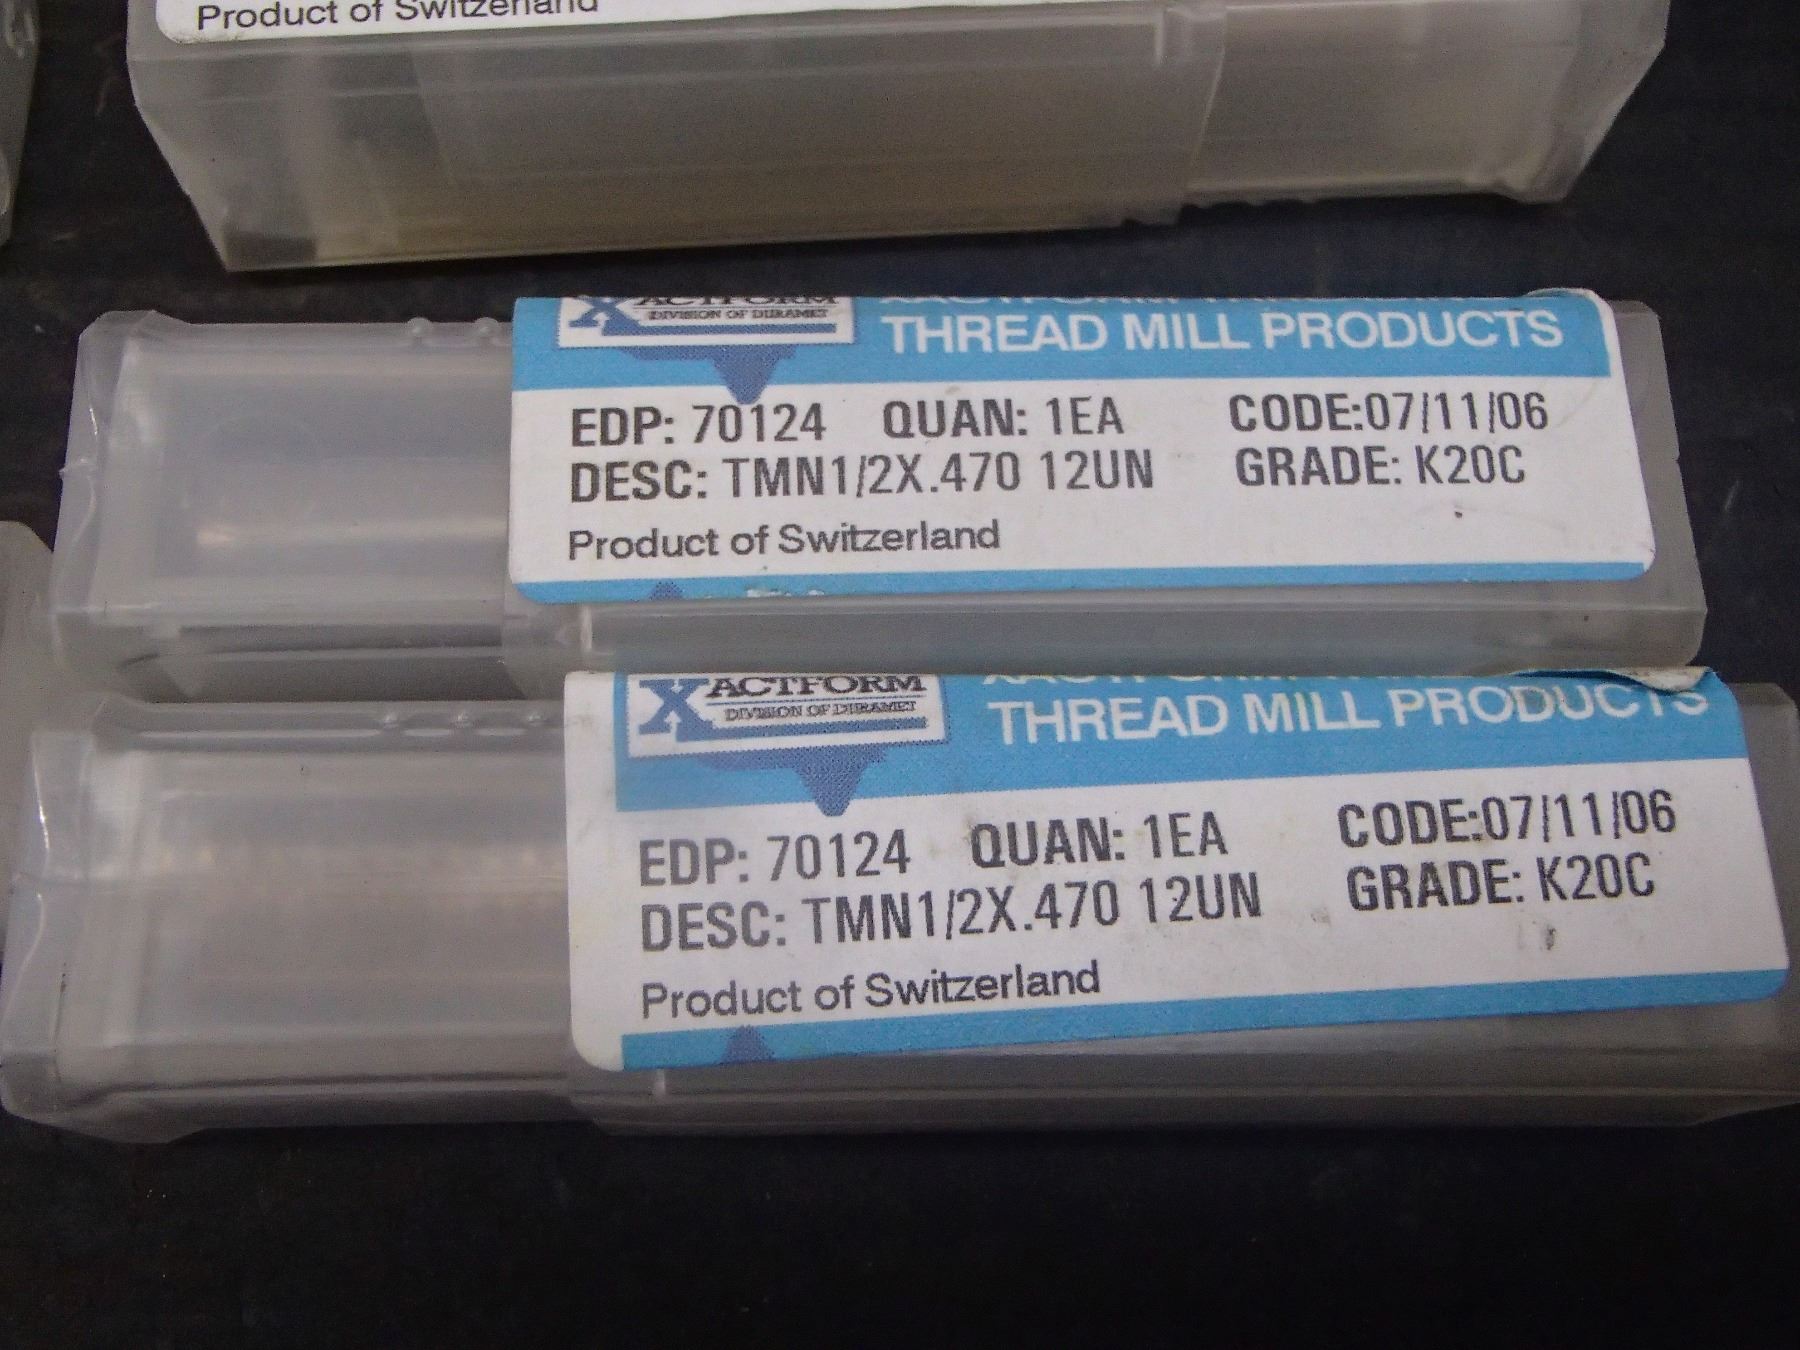 Product of Switzerland
XACTFORM
DIVISION OF DURAMET
THREAD MILL PRODUCTS
EDP: 70124 QUAN: 1EA CODE:07/11/06
DESC: TMN1/2X.470 12UN GRADE: K20C
Product of Switzerland
XACTFORM
DIVISION OF DURAMET
THREAD MILL PRODUCTS
EDP: 70124 QUAN: 1EA CODE:07/11/06
DESC: TMN1/2X.470 12UN GRADE: K20C
Product of Switzerland